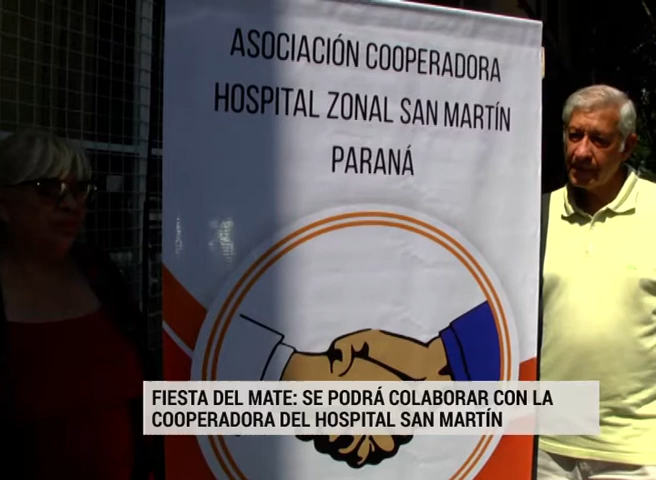 ASOCIACIÓN COOPERADORA
HOSPITAL ZONAL SAN MARTÍN
PARANÁ
FIESTA DEL MATE: SE PODRÁ COLABORAR CON LA
COOPERADORA DEL HOSPITAL SAN MARTÍN